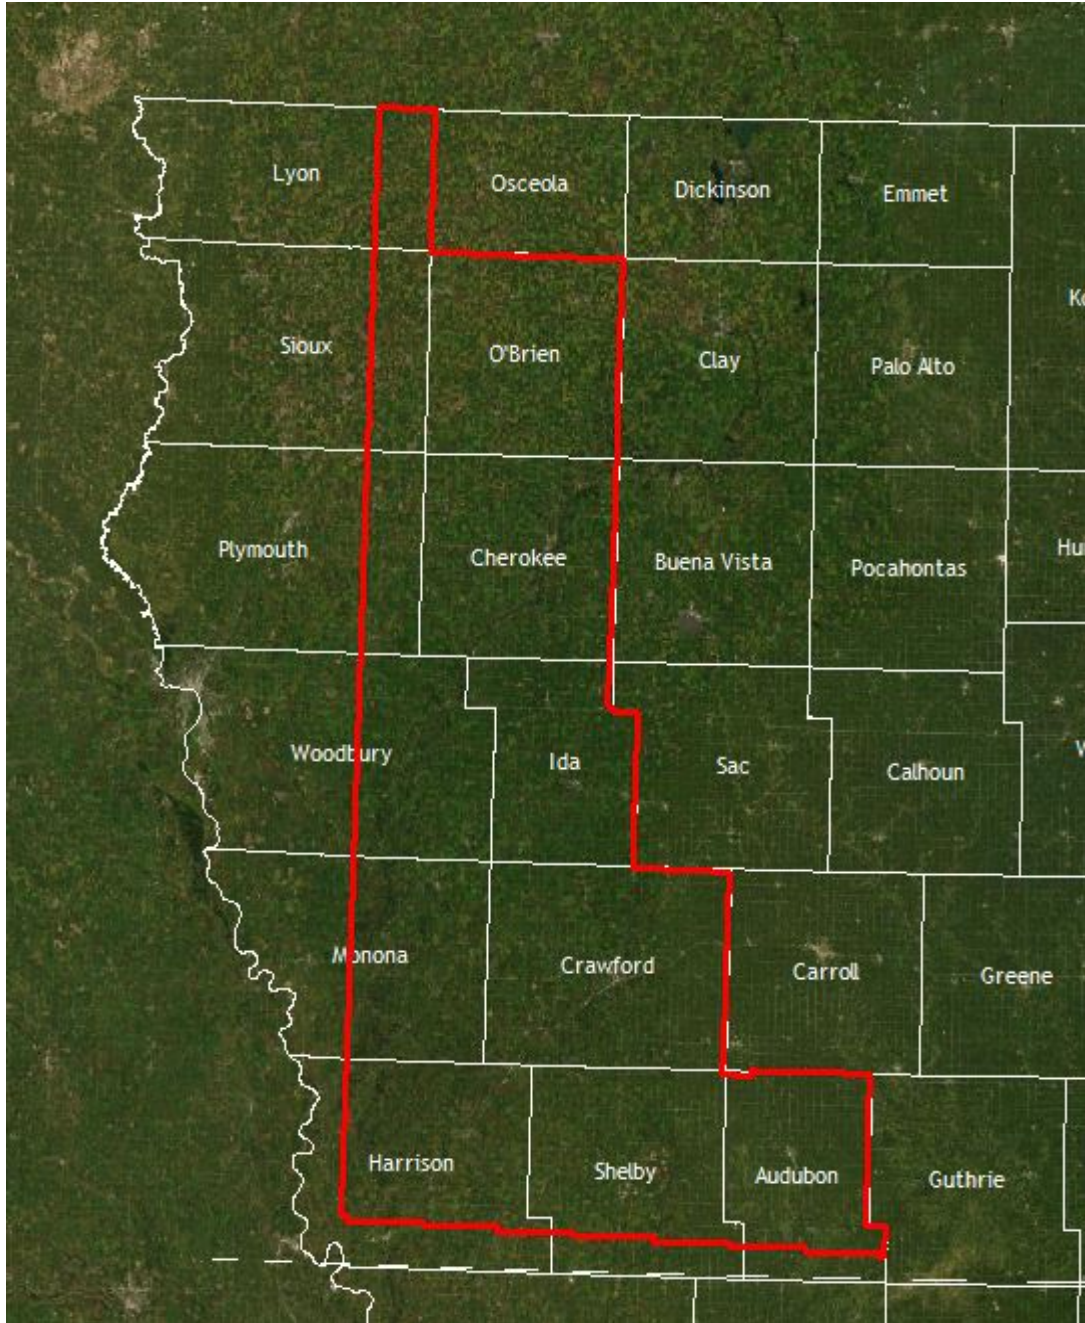 Lyon
Osceola
Dickinson
Emmet
Sioux
O'Brien
Clay
Palo Alto
Plymouth
Cherokee
Buena Vista
Pocahontas
Woodbury
Ida
Sac
Calhoun
Monona
Crawford
Carroll
Greene
Harrison
Shelby
Audubon
Guthrie